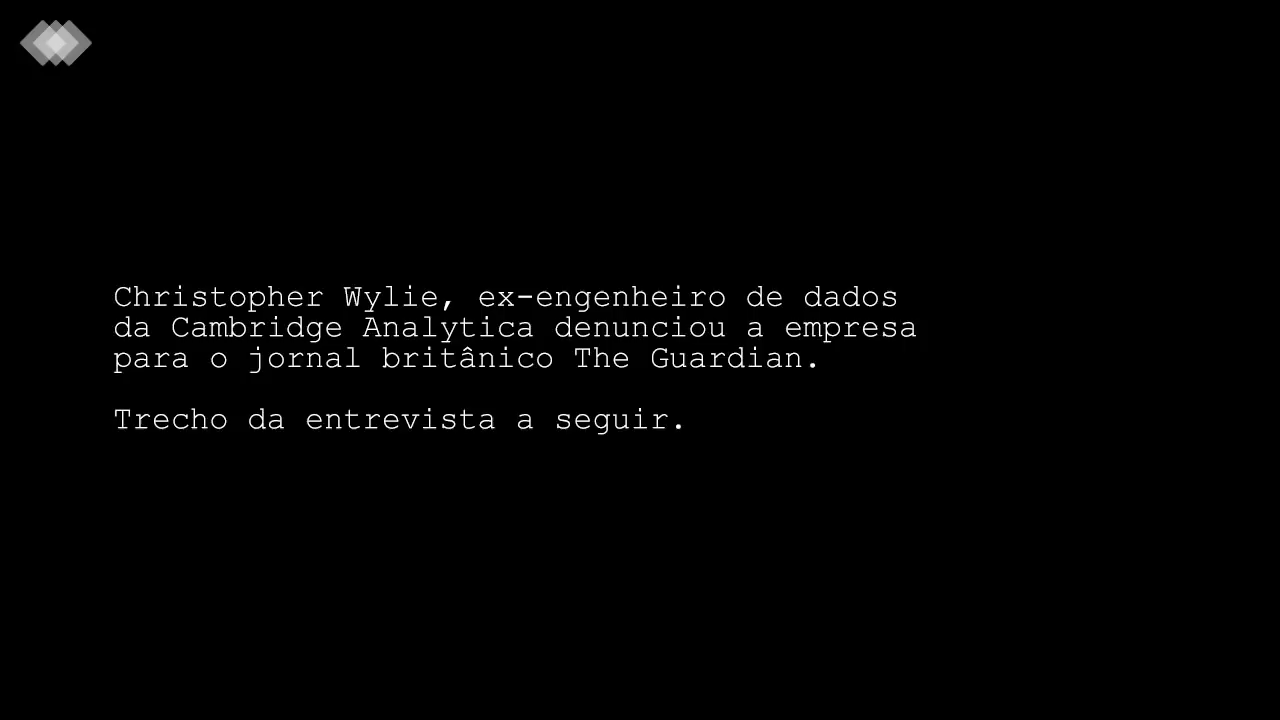 Christopher Wylie, ex-engenheiro de dados
da Cambridge Analytica denunciou a empresa
para o jornal britânico The Guardian.
Trecho da entrevista a seguir.